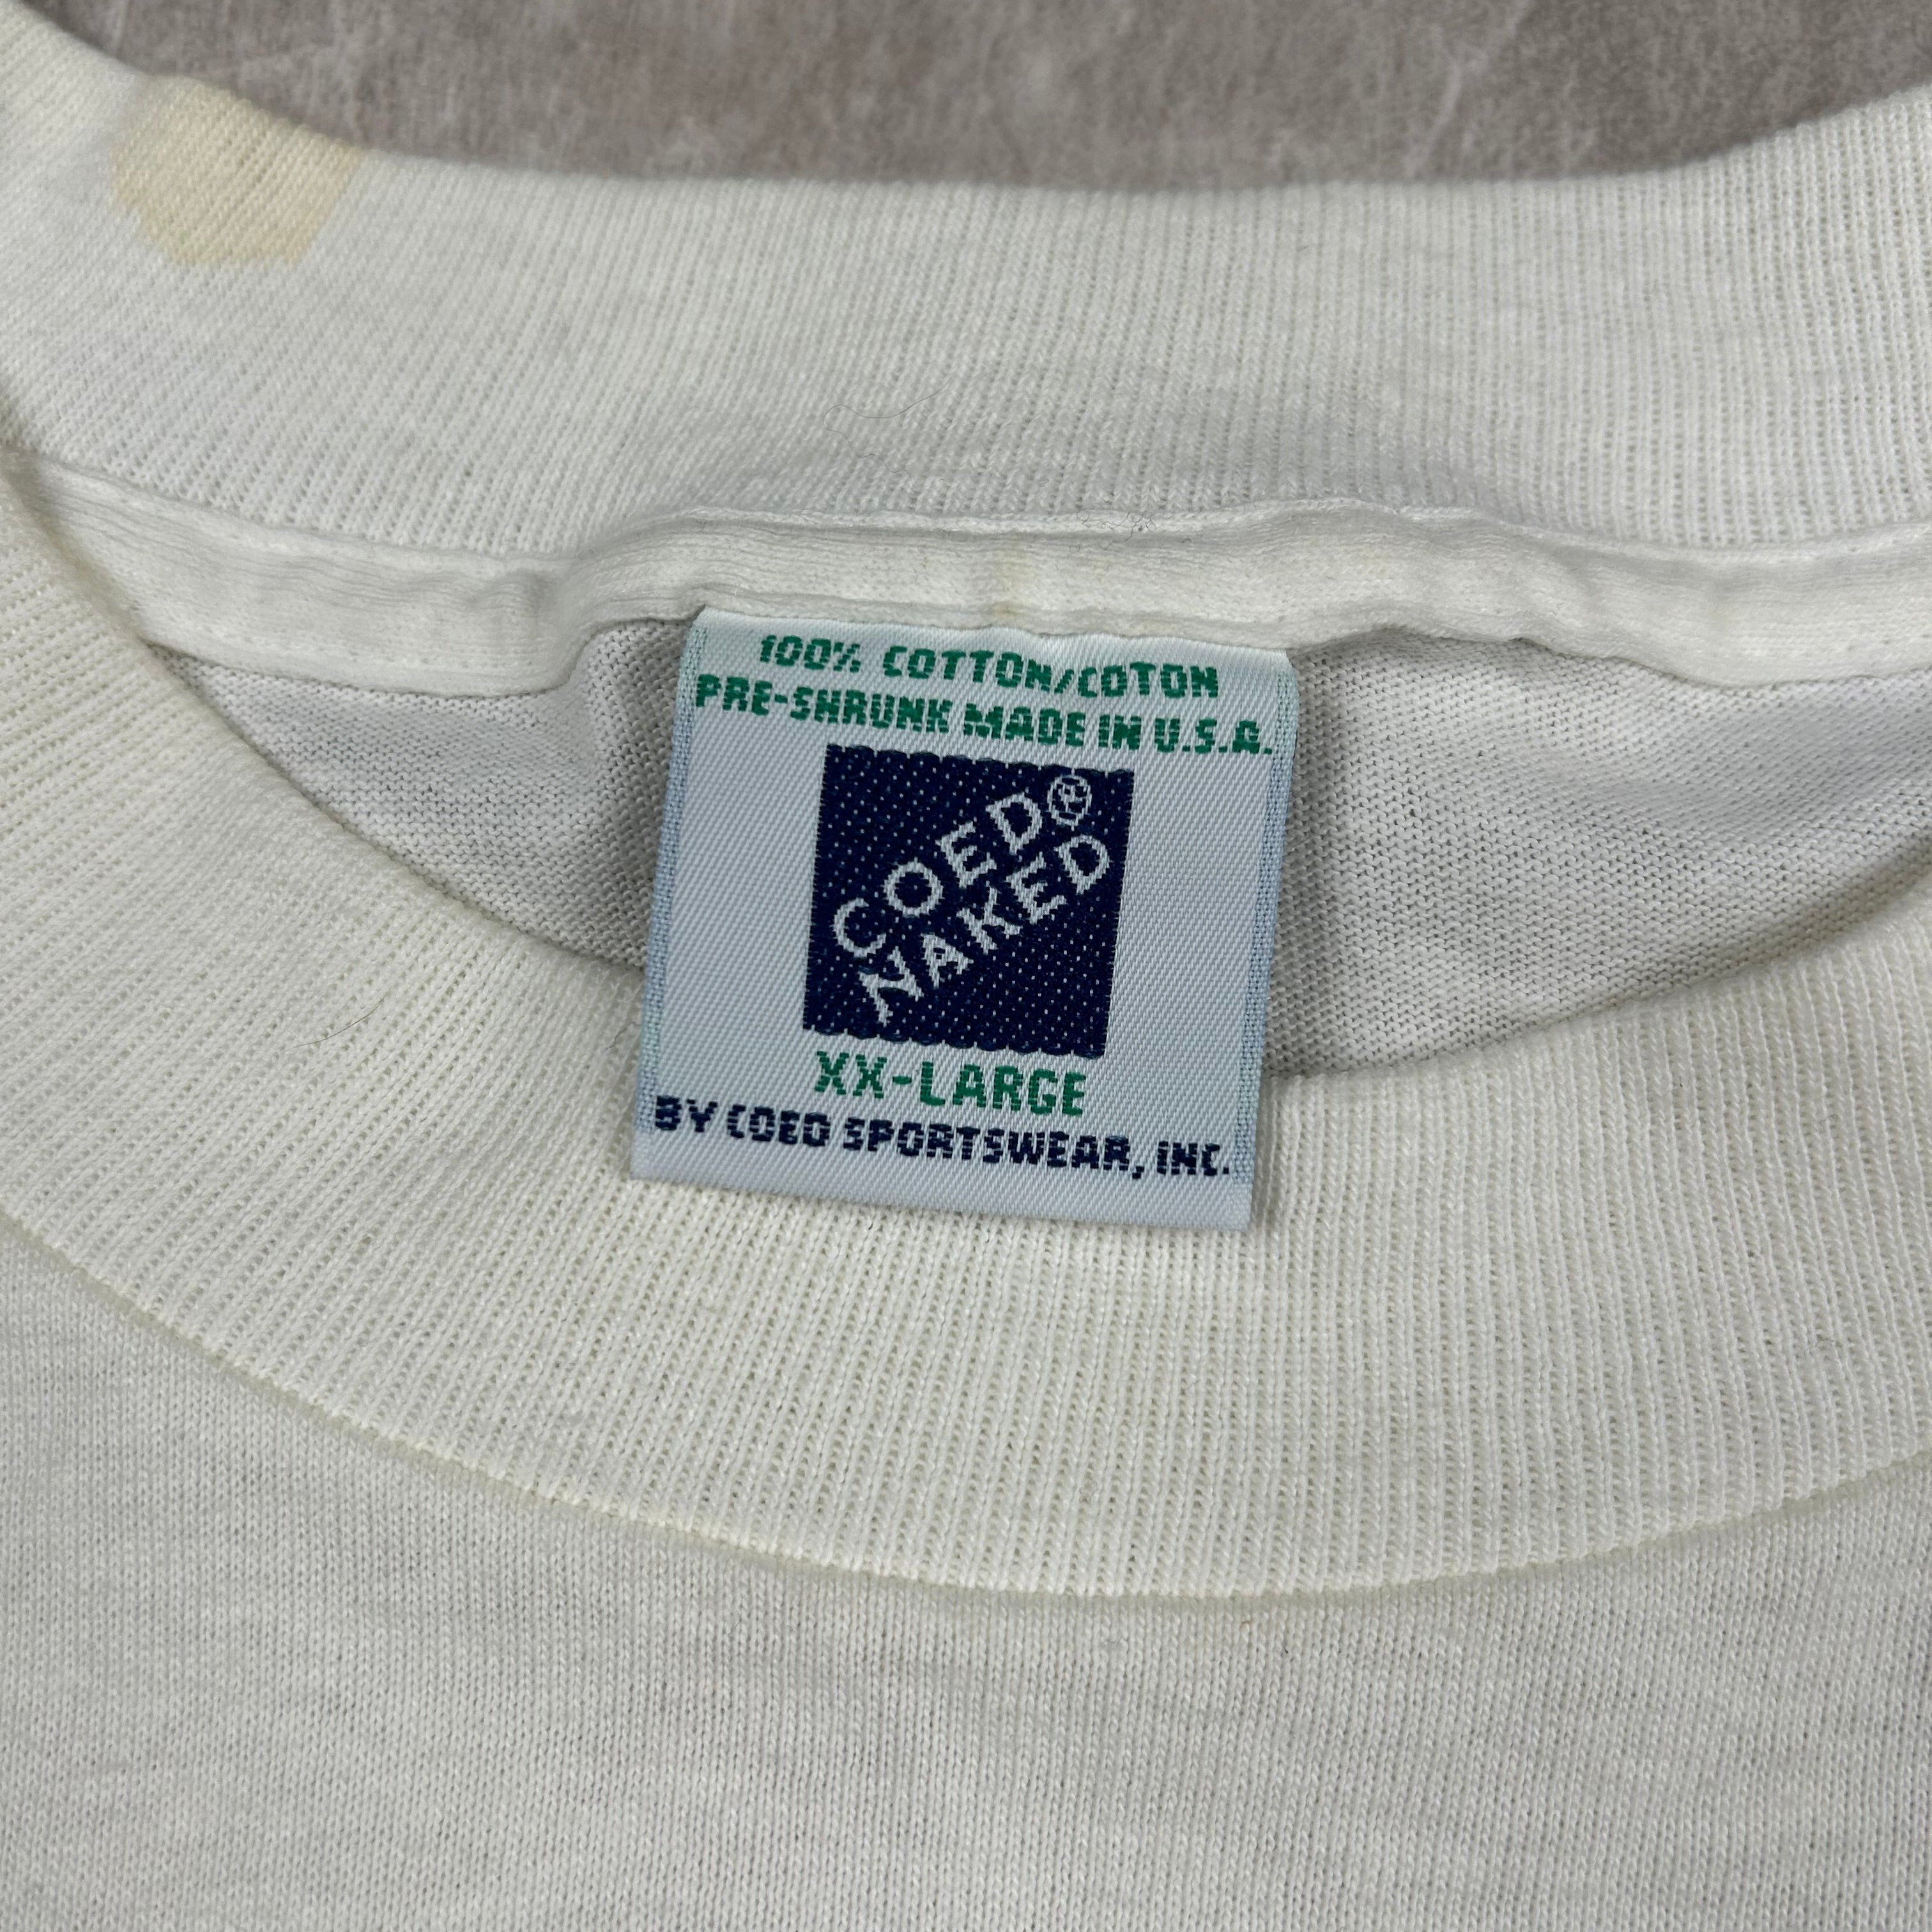 100% COTTON/COTON
PRE-SHRUNK MADE IN U.S.A.
COED®
NAKED
XX-LARGE
BY COED SPORTSWEAR, INC.